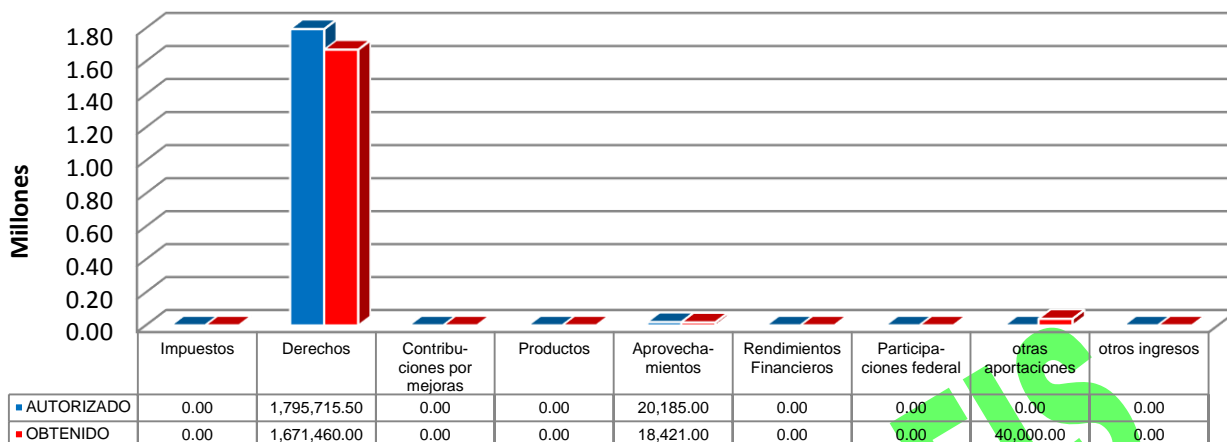 Millones
1.80
1.60
1.40
1.20
1.00
0.80
0.60
0.40
0.20
0.00
Impuestos Derechos Contribu- Productos Aprovecha- Rendimientos Participa- otras otros ingresos
ciones por mientos Financieros ciones federal aportaciones
mejoras
AUTORIZADO 0.00 1,795,715.50 0.00 0.00 20,185.00 0.00 0.00 0.00 0.00
OBTENIDO 0.00 1,671,460.00 0.00 0.00 18,421.00 0.00 0.00 40,000.00 0.00